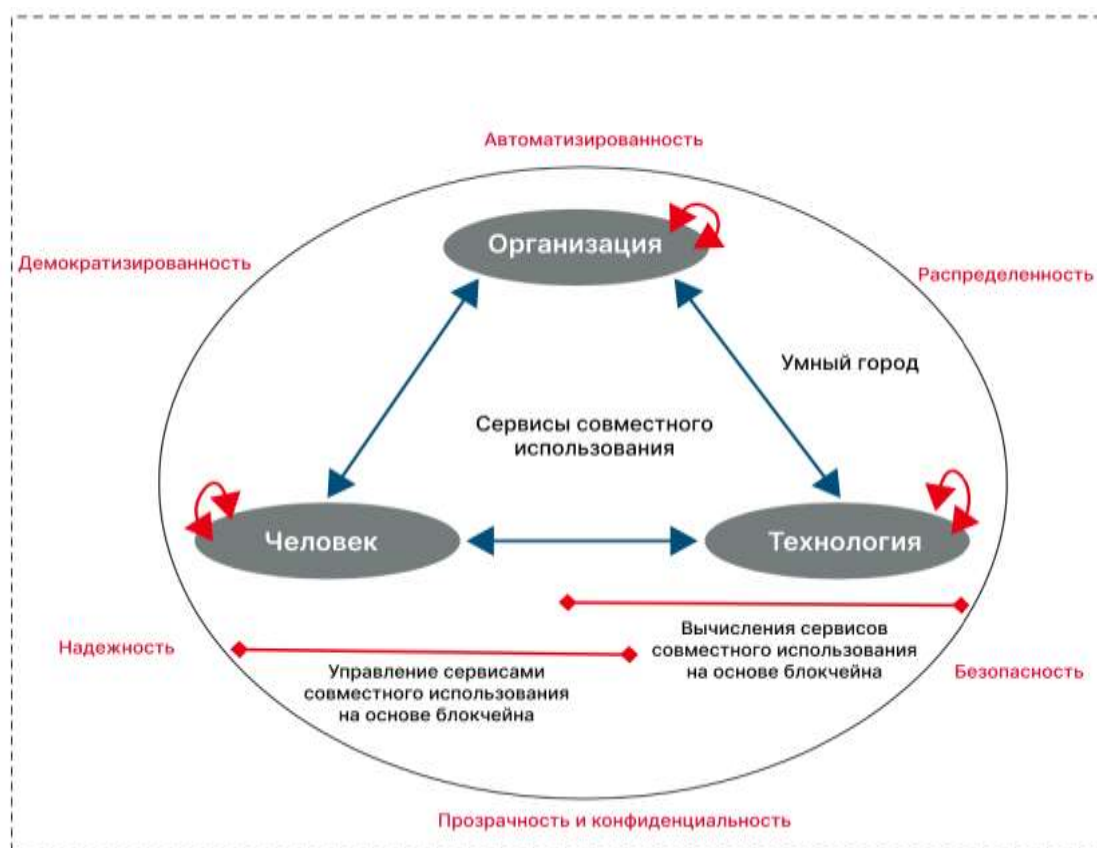 Автоматизированность
Организация
Демократизированность
Распределенность
Умный город
Сервисы совместного
использования
Человек
Технология
Надежность
Вычисления сервисов
совместного использования
на основе блокчейна
Управление сервисами
совместного использования
на основе блокчейна
Безопасность
Прозрачность и конфиденциальность